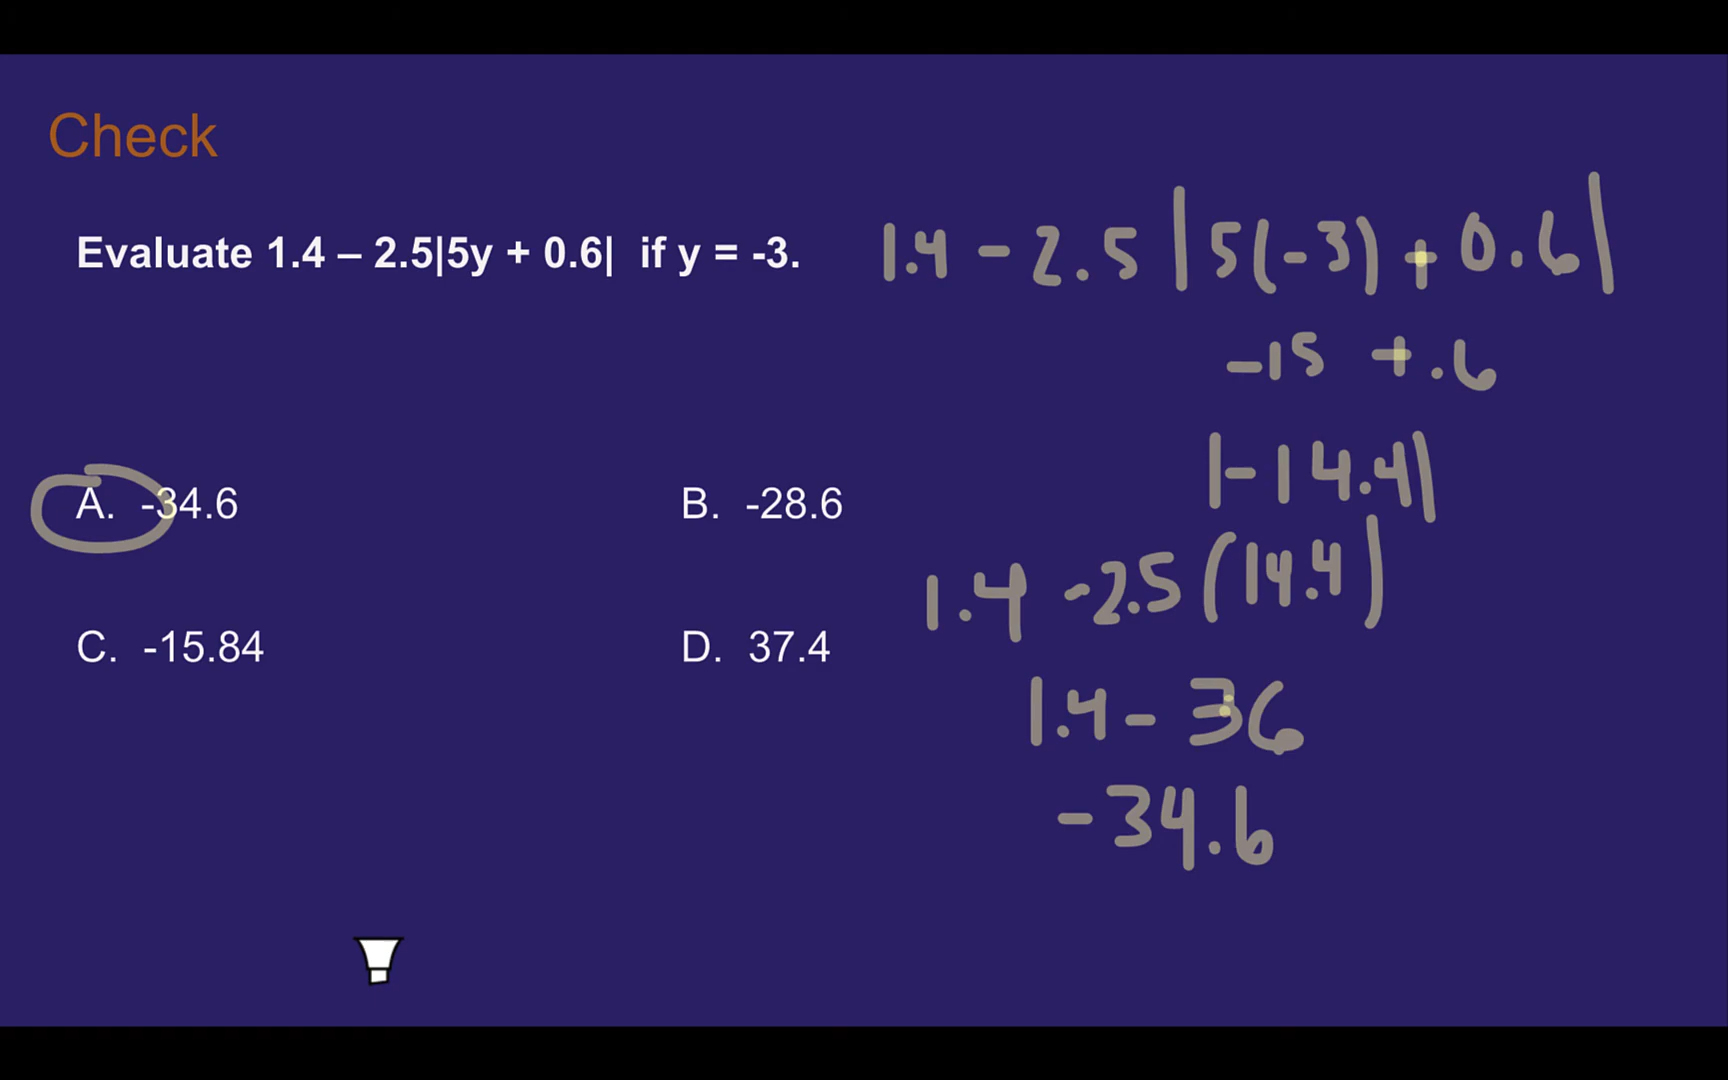 Check
Evaluate 1.4 – 2.5|5y + 0.6|  if y = -3.
1.4 - 2.5 |5(-3) + 0.6|
-15 + .6
|-14.4|
A.  -34.6
B.  -28.6
1.4 -2.5 (14.4)
C.  -15.84
D.  37.4
1.4 - 36
-34.6